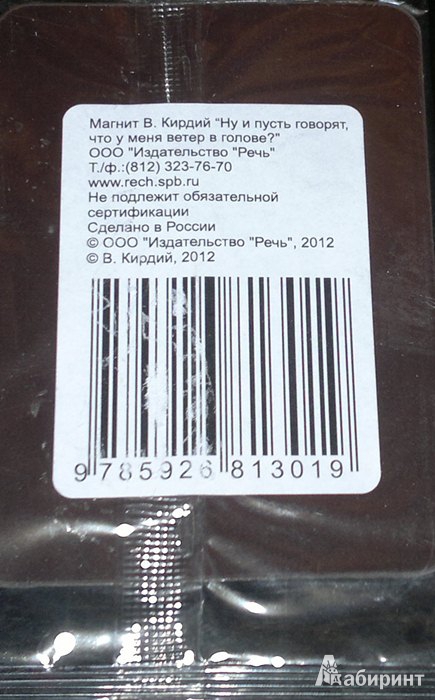 Магнит В. Кирдий "Ну и пусть говорят,
что у меня ветер в голове?"
ООО "Издательство "Речь"
Т./ф.:(812) 323-76-70
www.rech.spb.ru
Не подлежит обязательной
сертификации
Сделано в России
© ООО "Издательство "Речь", 2012
© В. Кирдий, 2012
9 785926 813019
Лабиринт